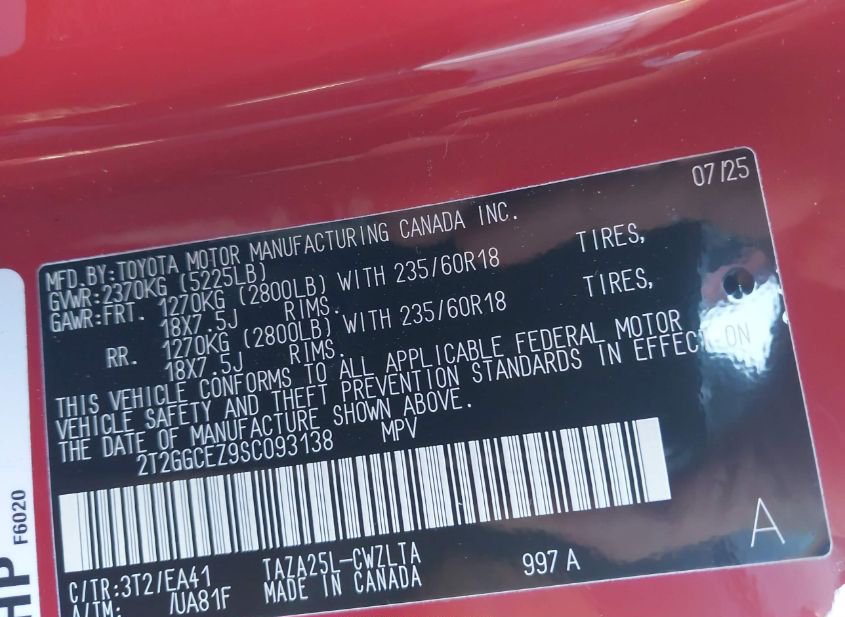 07/25
MFD.BY:TOYOTA MOTOR MANUFACTURING CANADA INC.
GVWR:2370KG (5225LB)
GAWR:FRT. 1270KG (2800LB) WITH 235/60R18 TIRES,
18X7.5J RIMS.
RR. 1270KG (2800LB) WITH 235/60R18 TIRES,
18X7.5J RIMS.
THIS VEHICLE CONFORMS TO ALL APPLICABLE FEDERAL MOTOR
VEHICLE SAFETY AND THEFT PREVENTION STANDARDS IN EFFECT ON
THE DATE OF MANUFACTURE SHOWN ABOVE.
2T2GGCEZ9SC093138 MPV
C/TR:3T2/EA41 TAZA25L-CWZLTA 997 A
A/TM: /UA81F MADE IN CANADA
A
F6020